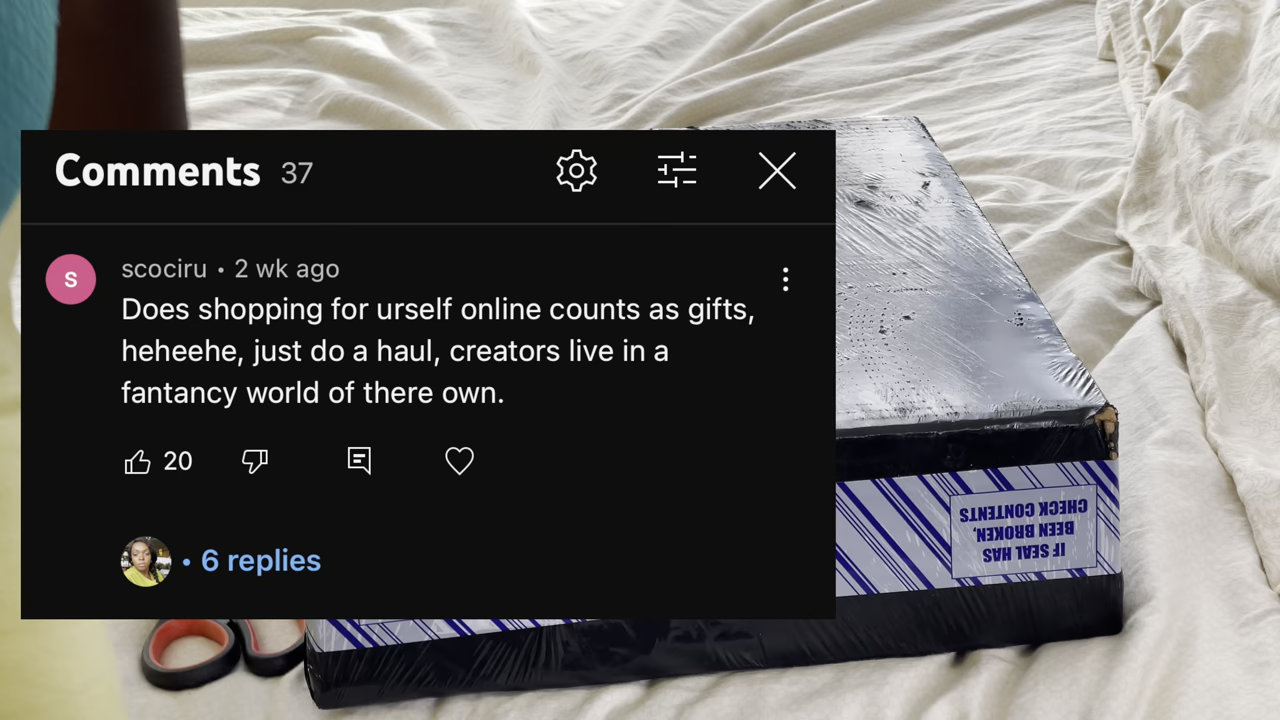 Comments 37
S
scociru • 2 wk ago
Does shopping for urself online counts as gifts,
heheehe, just do a haul, creators live in a
fantancy world of there own.
20
• 6 replies
IF SEAL HAS
BEEN BROKEN,
CHECK CONTENTS